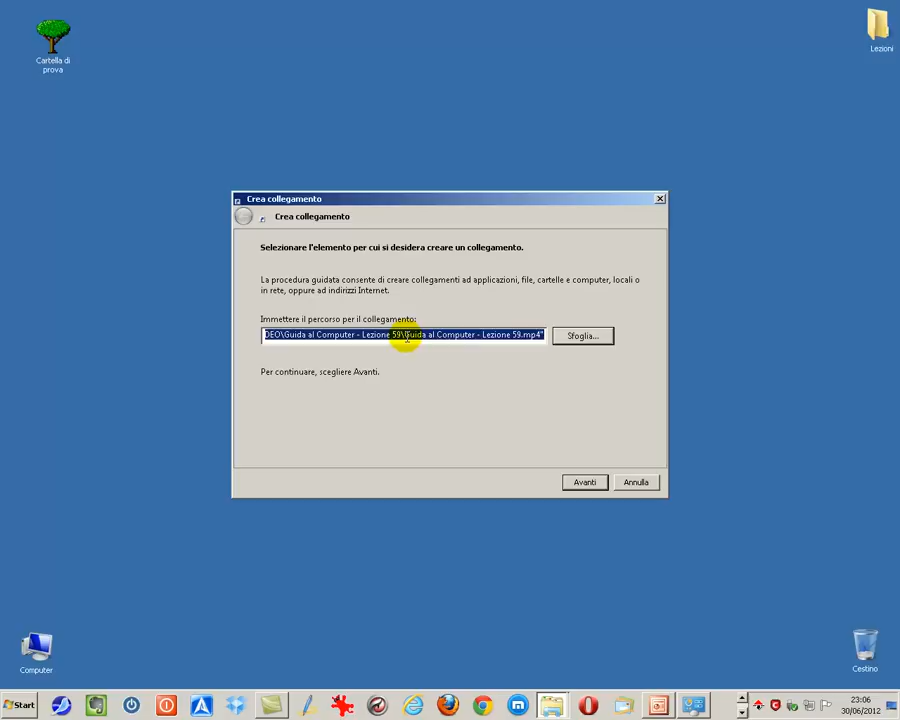 Cartella di
prova
Lezioni
Crea collegamento
Crea collegamento
Selezionare l'elemento per cui si desidera creare un collegamento.
La procedura guidata consente di creare collegamenti ad applicazioni, file, cartelle e computer, locali o
in rete, oppure ad indirizzi Internet.
Immettere il percorso per il collegamento:
DEO\Guida al Computer - Lezione 59\Guida al Computer - Lezione 59.mp4"
Sfoglia...
Per continuare, scegliere Avanti.
Avanti
Annulla
Computer
Cestino
Start
23:06
30/06/2012